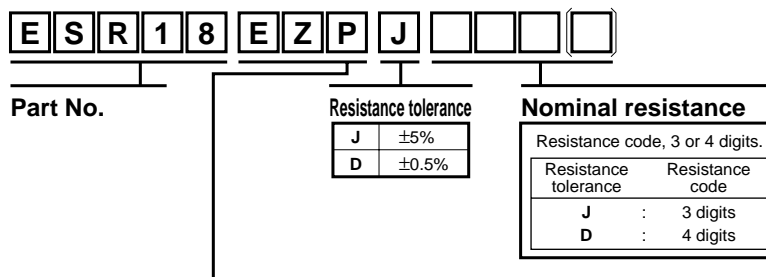 E S R 1 8 E Z P J
Part No.
Resistance tolerance
J ±5%
D ±0.5%
Nominal resistance
Resistance code, 3 or 4 digits.
Resistance tolerance Resistance code
J : 3 digits
D : 4 digits